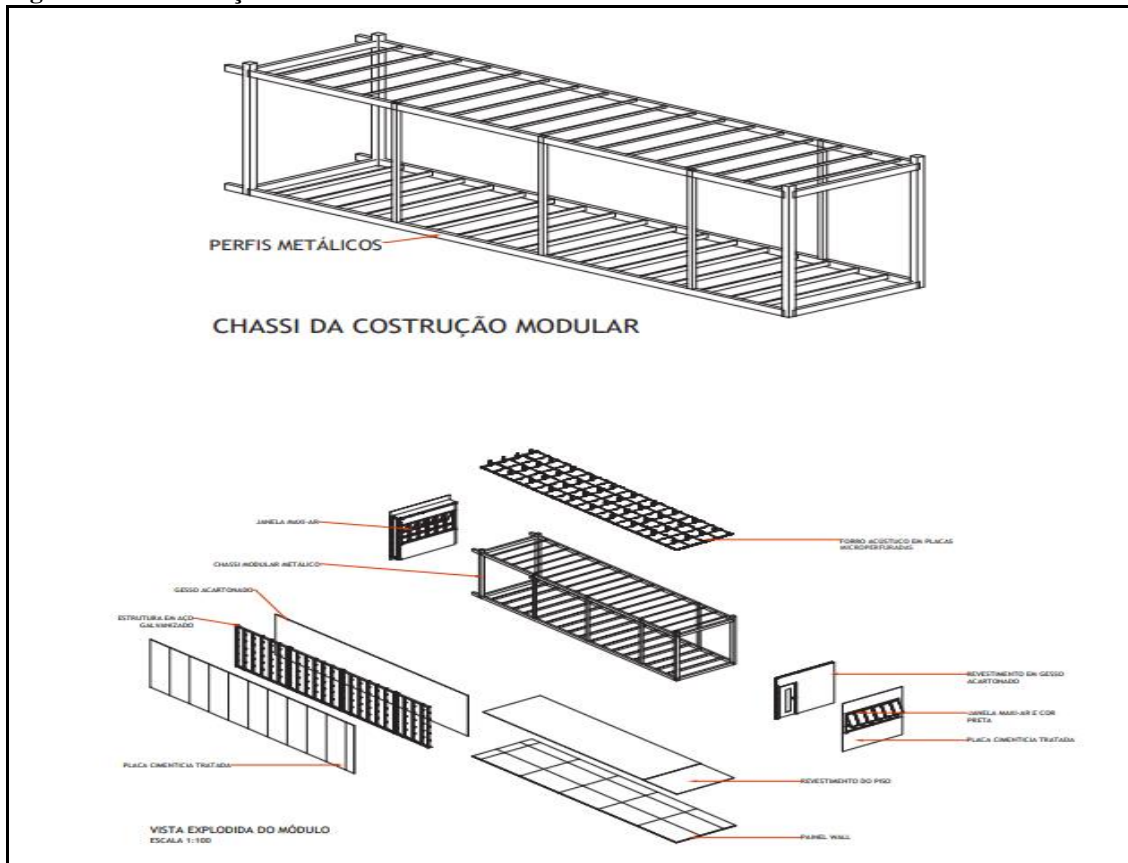 PERFIS METÁLICOS
CHASSI DA COSTRUÇÃO MODULAR
JANELA MAXI-AR
FORRO ACÚSTUCO EM PLACAS
MICROPERFURADAS
CHASSI MODULAR METÁLICO
GESSO ACARTONADO
ESTRUTURA EM AÇO
GALVANIZADO
REVESTIMENTO EM GESSO
ACARTONADO
JANELA MAXI-AR E COR
PRETA
PLACA CIMENTICIA TRATADA
PLACA CIMENTICIA TRATADA
REVESTIMENTO DO PISO
PAINEL WALL
VISTA EXPLODIDA DO MÓDULO
ESCALA 1:100